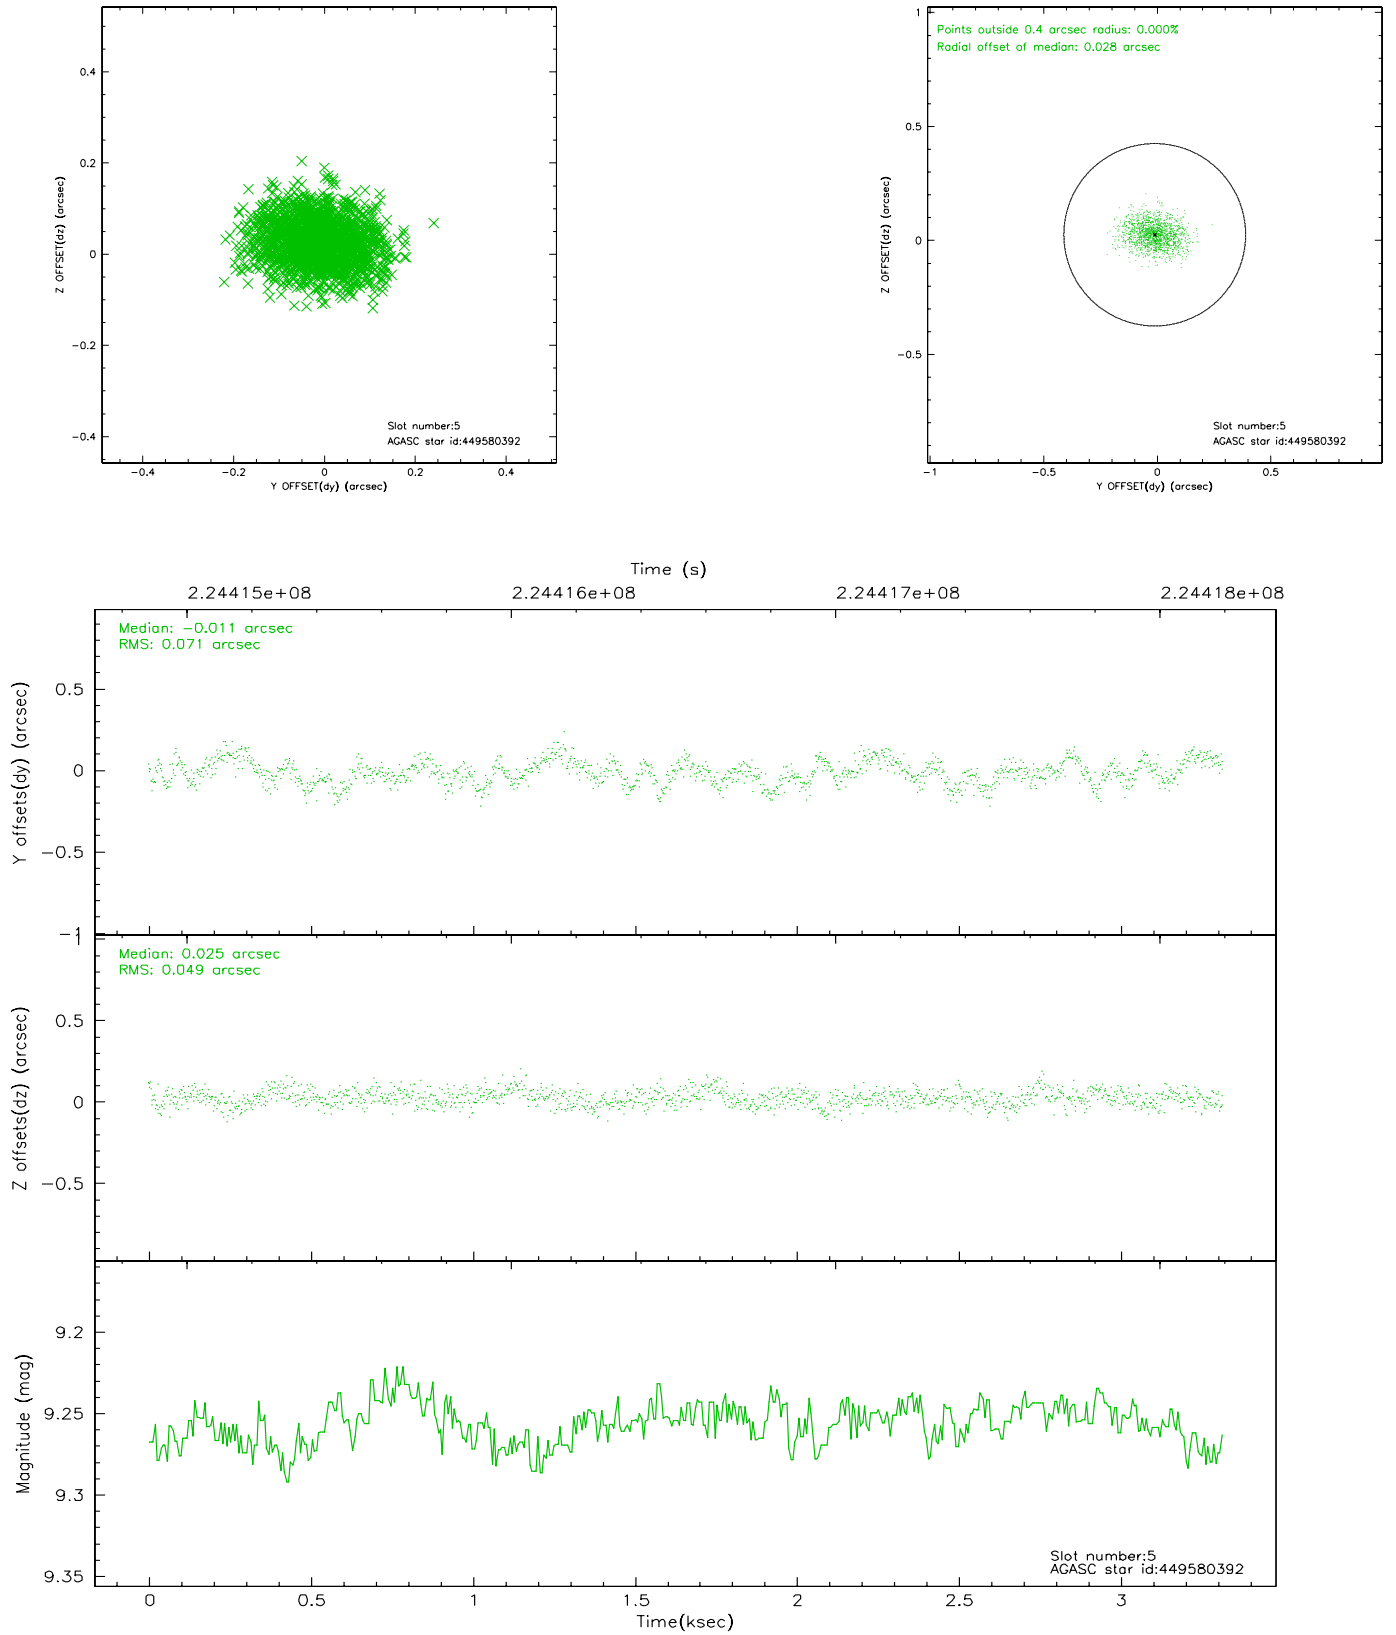 0.4
0.2
0
−0.2
−0.4
Z OFFSET(dz) (arcsec)
Slot number:5
AGASC star id:449580392
−0.4 −0.2 0 0.2 0.4
Y OFFSET(dy) (arcsec)
Points outside 0.4 arcsec radius: 0.000%
Radial offset of median: 0.028 arcsec
1
0.5
0
−0.5
Z OFFSET(dz) (arcsec)
Slot number:5
AGASC star id:449580392
−1 −0.5 0 0.5
Y OFFSET(dy) (arcsec)
Time (s)
2.24415e+08 2.24416e+08 2.24417e+08 2.24418e+08
Median: −0.011 arcsec
RMS: 0.071 arcsec
0.5
0
−0.5
−1
Y offsets(dy) (arcsec)
1
Median: 0.025 arcsec
RMS: 0.049 arcsec
0.5
0
−0.5
Z offsets(dz) (arcsec)
9.2
9.25
9.3
9.35
Magnitude (mag)
Slot number:5
AGASC star id:449580392
0 0.5 1 1.5 2 2.5 3
Time(ksec)